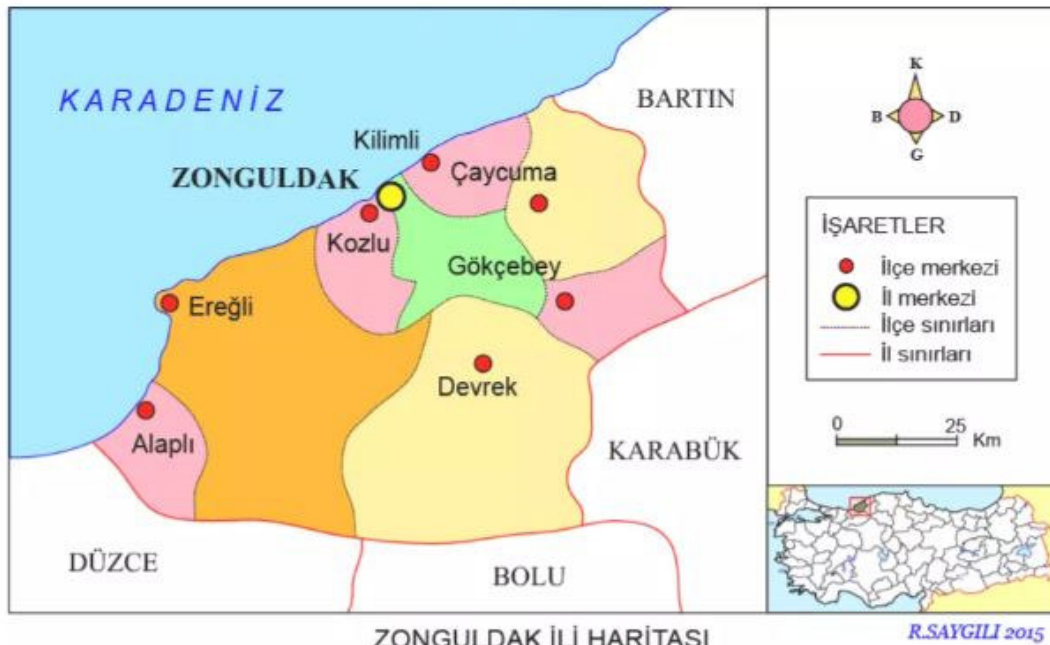 KARADENİZ
BARTIN
Kilimli
ZONGULDAK
Çaycuma
Kozlu
Gökçebey
Ereğli
Devrek
Alaplı
KARABÜK
DÜZCE
BOLU
K
B
D
G
İŞARETLER
İlçe merkezi
İl merkezi
İlçe sınırları
İl sınırları
0 25
Km
ZONGULDAK İLİ HARİTASI
R.SAYGILI 2015